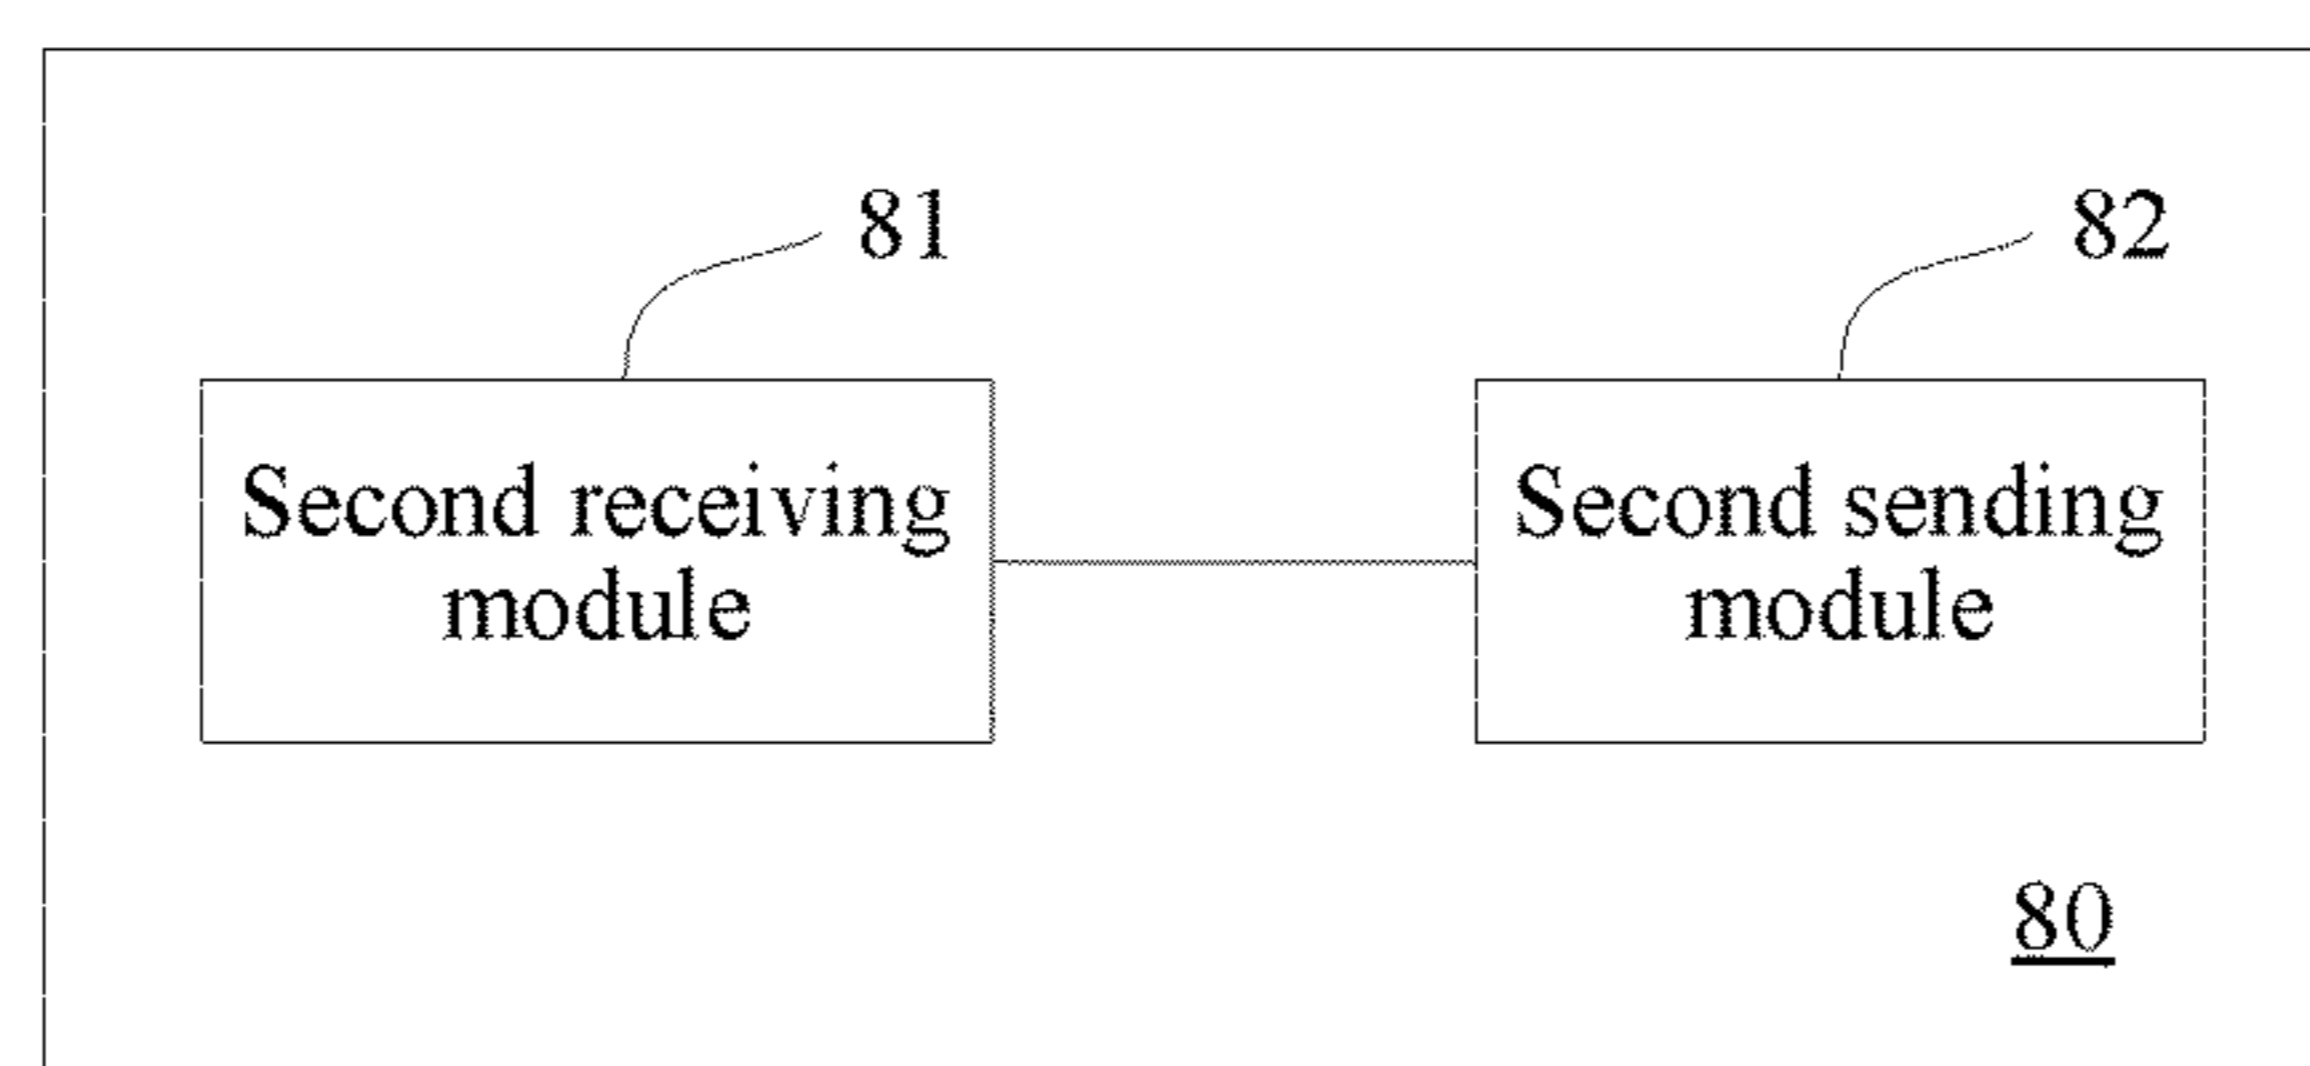 81
82
Second receiving
module
Second sending
module
80